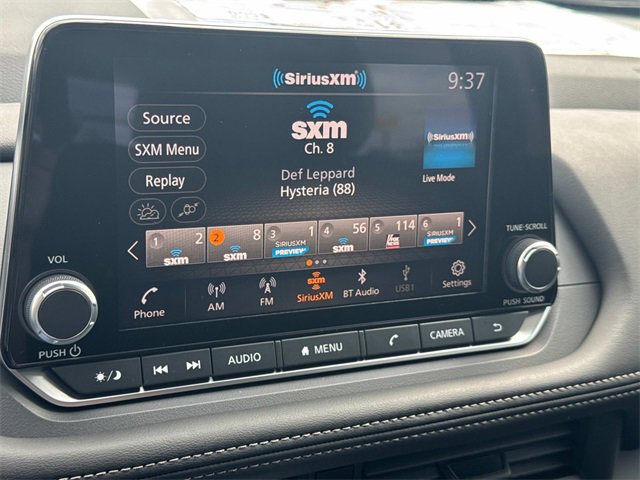 SiriusXM
9:37
Source
SXM Menu
Replay
sxm
Ch. 8
Def Leppard
Hysteria (88)
SiriusXM
Live Mode
1 2 sxm
2 8 sxm
3 1 SIRIUSXM PREVIEW
4 56 sxm
5 114
6 1 SIRIUSXM PREVIEW
Phone
AM
FM
sxm
SiriusXM
BT Audio
USB1
Settings
VOL
PUSH
TUNE·SCROLL
PUSH SOUND
AUDIO
MENU
CAMERA